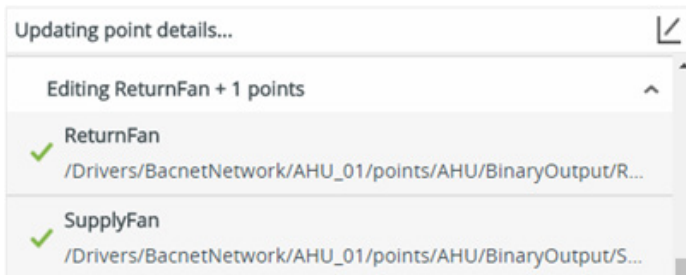 Updating point details...
Editing ReturnFan + 1 points
ReturnFan
/Drivers/BacnetNetwork/AHU_01/points/AHU/BinaryOutput/R...
SupplyFan
/Drivers/BacnetNetwork/AHU_01/points/AHU/BinaryOutput/S...